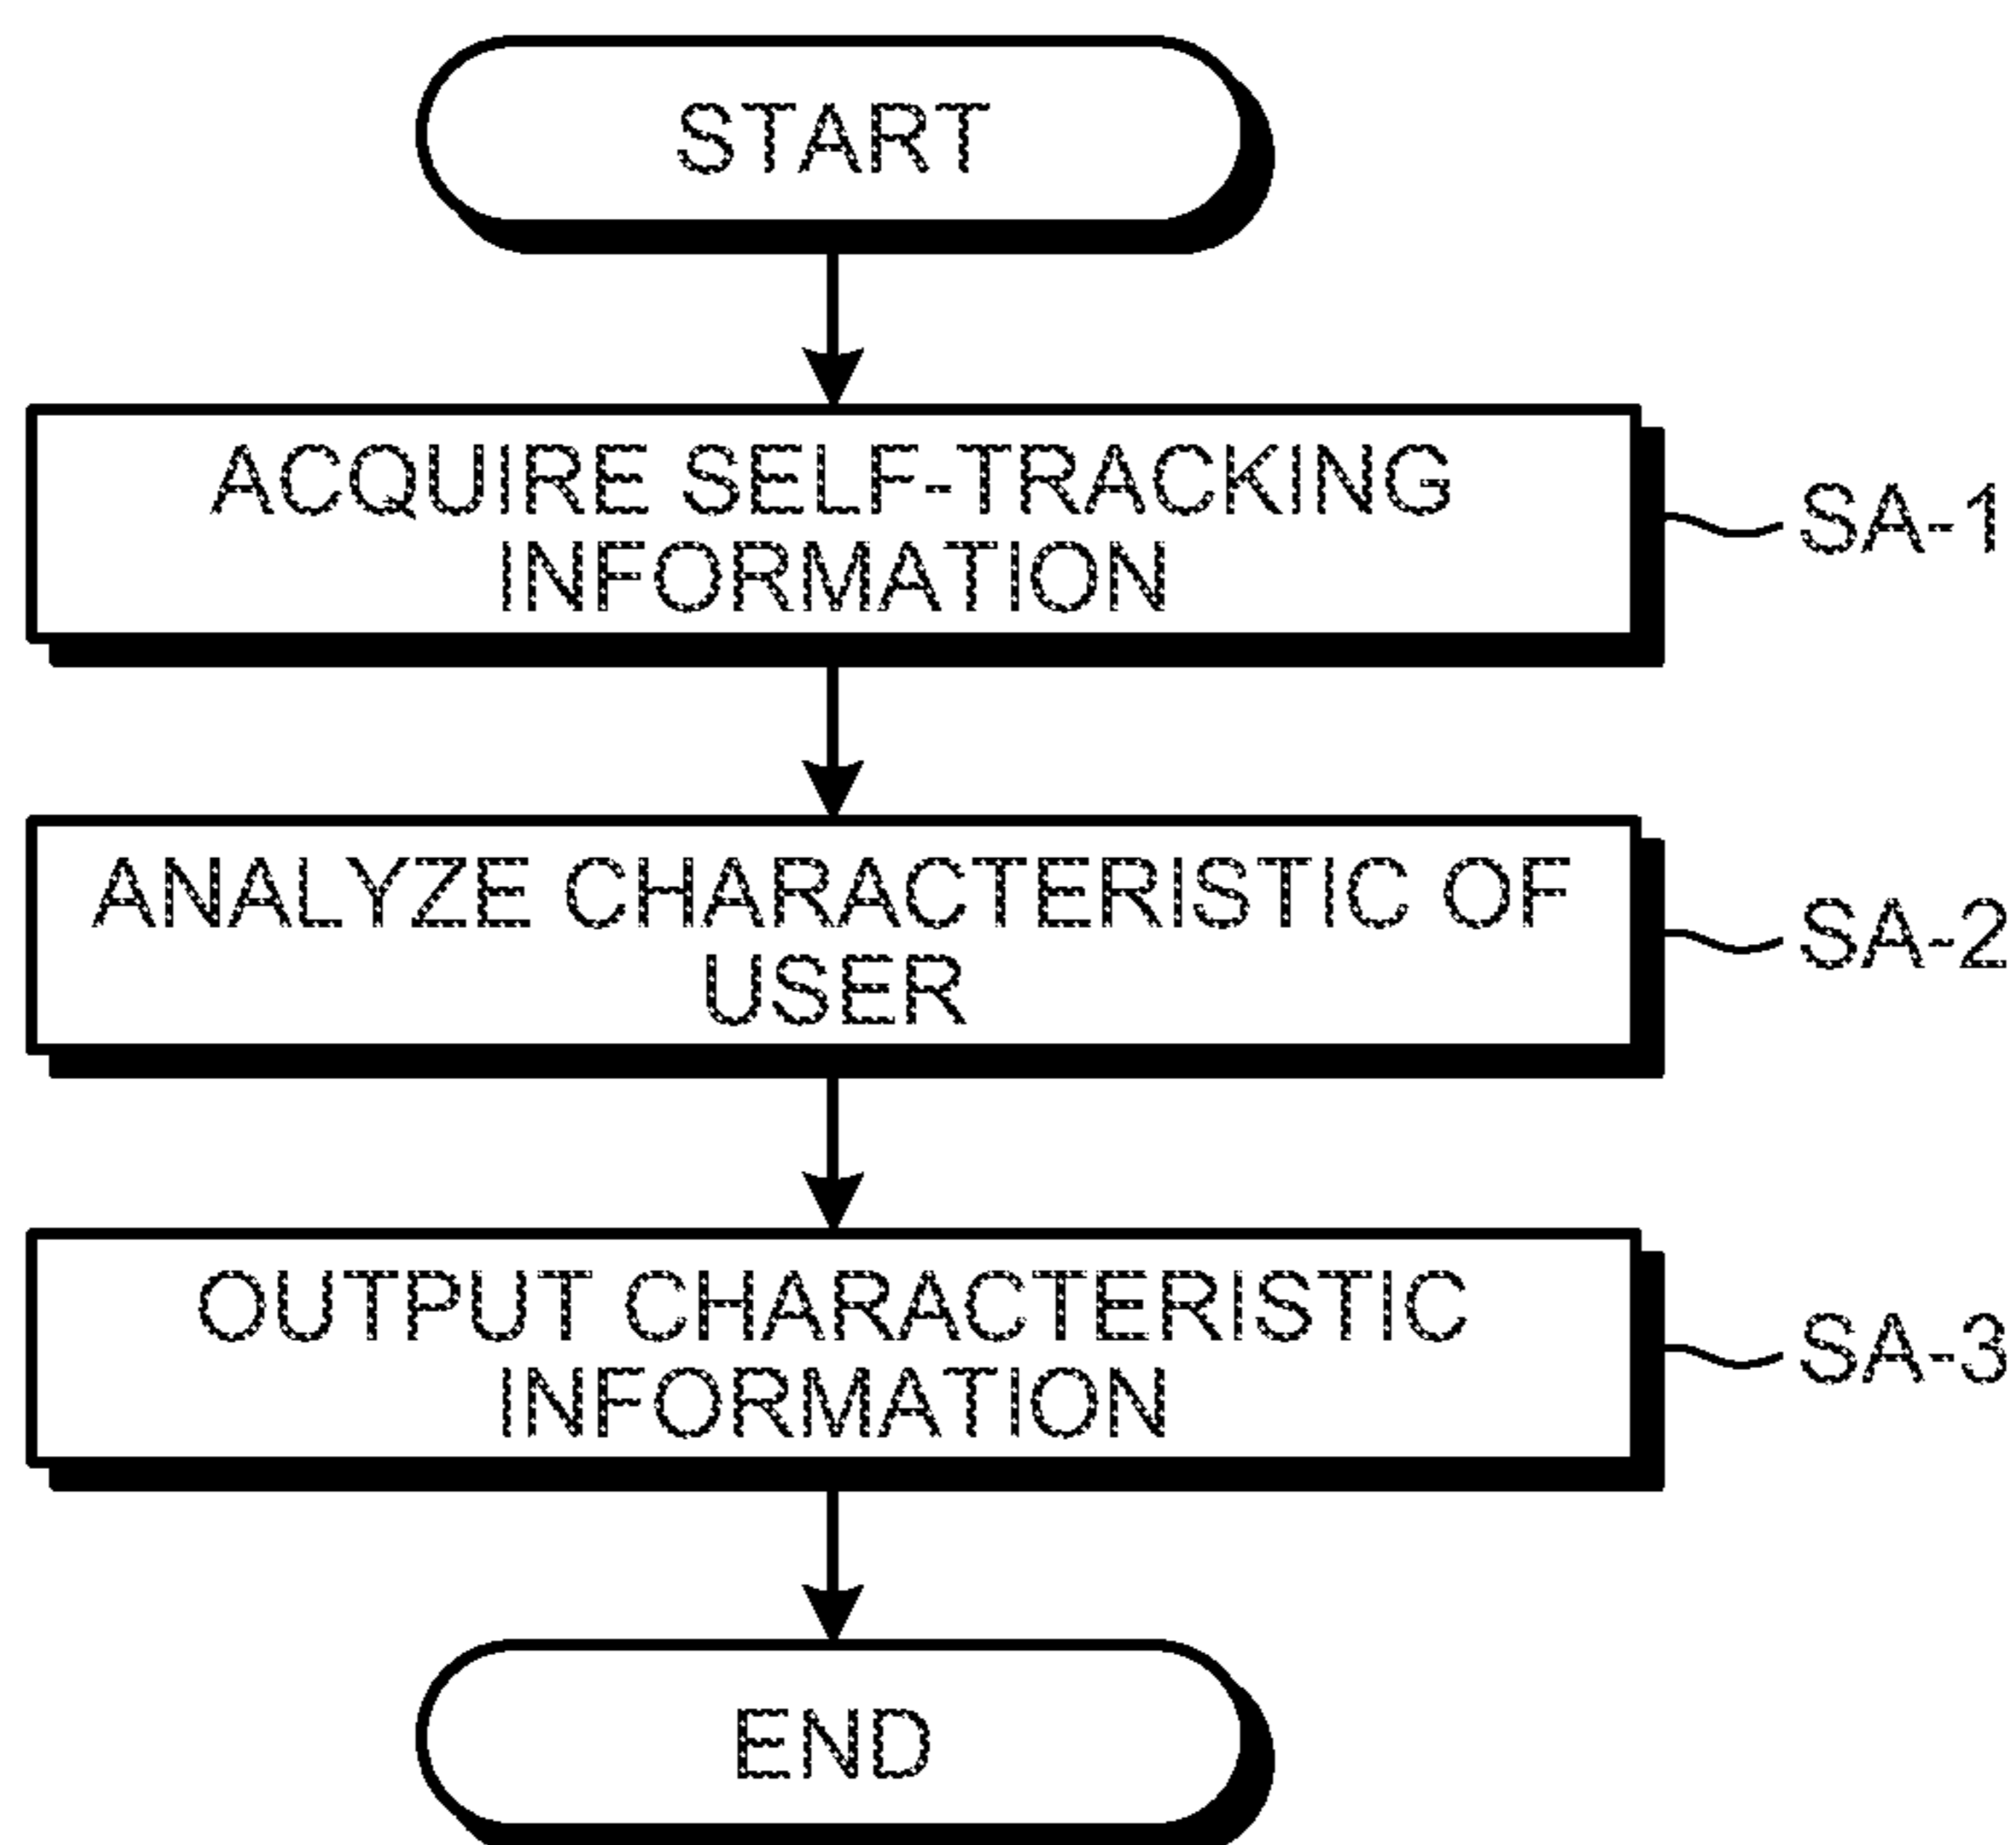 START
ACQUIRE SELF-TRACKING
INFORMATION
SA-1
ANALYZE CHARACTERISTIC OF
USER
SA-2
OUTPUT CHARACTERISTIC
INFORMATION
SA-3
END